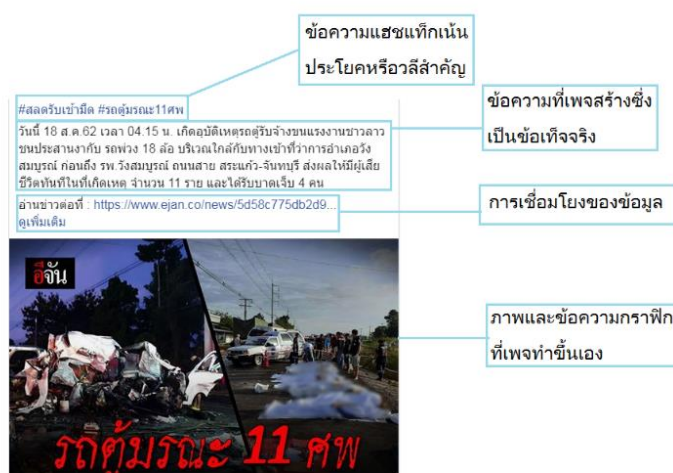 ข้อความแฮชแท็กเน้น
ประโยคหรือวลีสำคัญ
#สลดรับเช้ามืด #รถตู้มรณะ11ศพ
วันนี้ 18 ส.ค.62 เวลา 04.15 น. เกิดอุบัติเหตุรถตู้รับจ้างขนแรงงานชาวลาว
ชนประสานงากับ รถพ่วง 18 ล้อ บริเวณใกล้กับทางเข้าที่ว่าการอำเภอวัง
สมบูรณ์ ก่อนถึง รพ.วังสมบูรณ์ ถนนสาย สระแก้ว-จันทบุรี ส่งผลให้มีผู้เสีย
ชีวิตทันทีในที่เกิดเหตุ จำนวน 11 ราย และได้รับบาดเจ็บ 4 คน
ข้อความที่เพจสร้างซึ่ง
เป็นข้อเท็จจริง
อ่านข่าวต่อที่ : https://www.ejan.co/news/5d58c775db2d9...
ดูเพิ่มเติม
การเชื่อมโยงของข้อมูล
อีจัน
ภาพและข้อความกราฟิก
ที่เพจทำขึ้นเอง
รถตู้มรณะ 11 ศพ